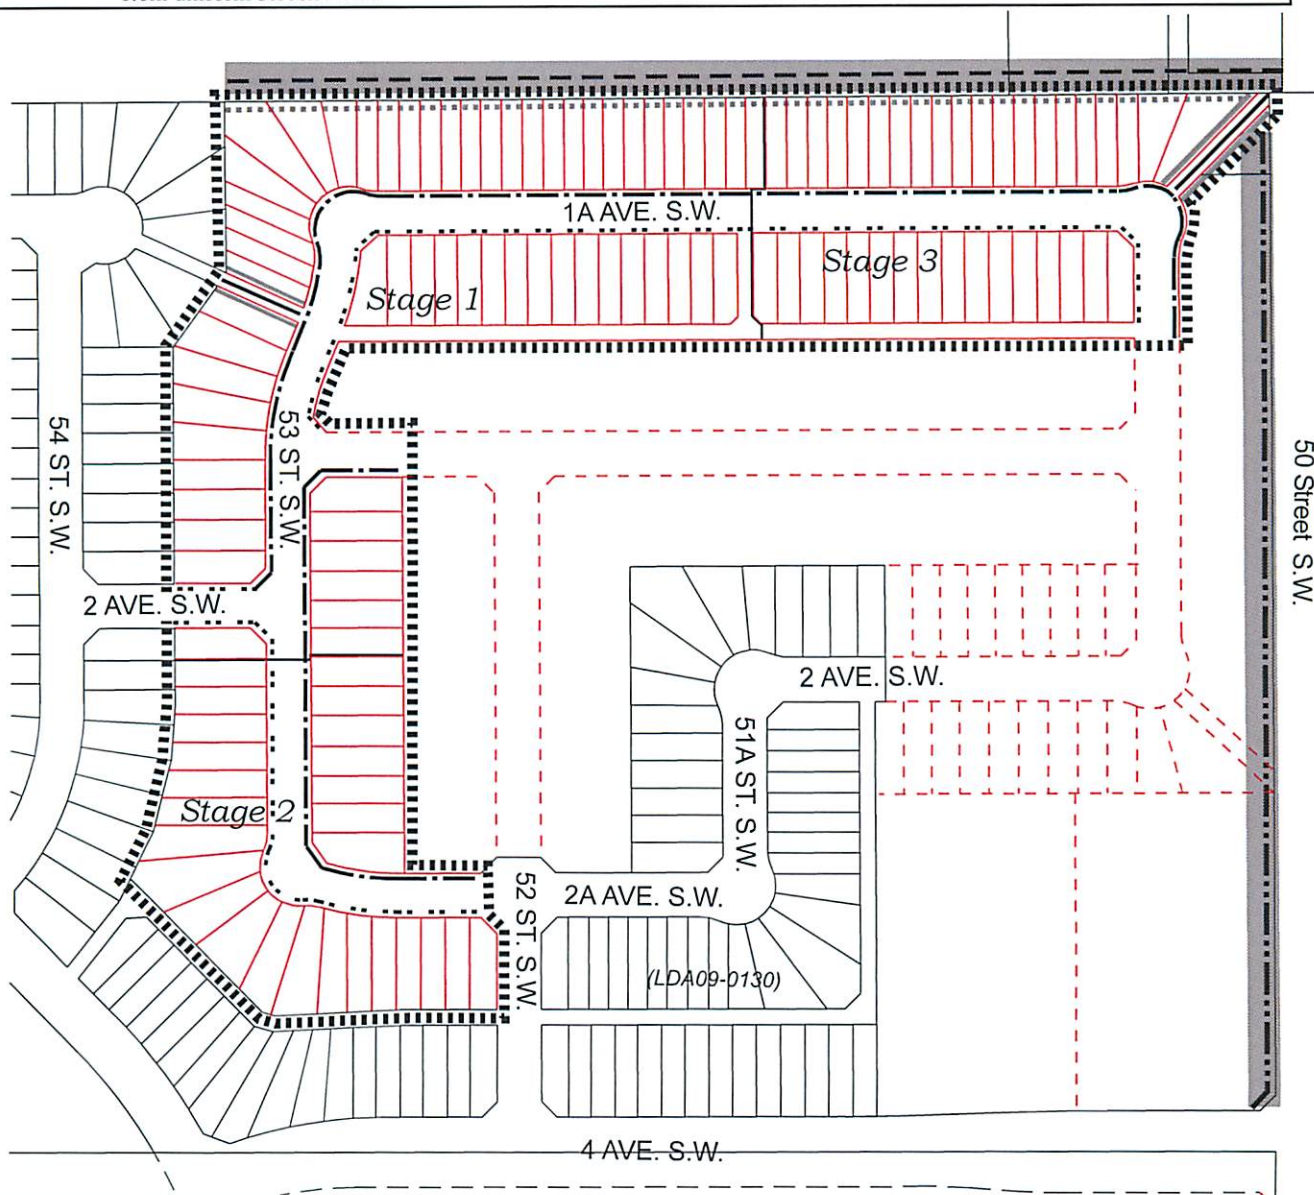 1A AVE. S.W.
Stage 3
Stage 1
54 ST. S.W.
53 ST. S.W.
50 Street S.W.
2 AVE. S.W.
2 AVE. S.W.
51A ST. S.W.
Stage 2
52 ST. S.W.
2A AVE. S.W.
(LDA09-0130)
4 AVE. S.W.